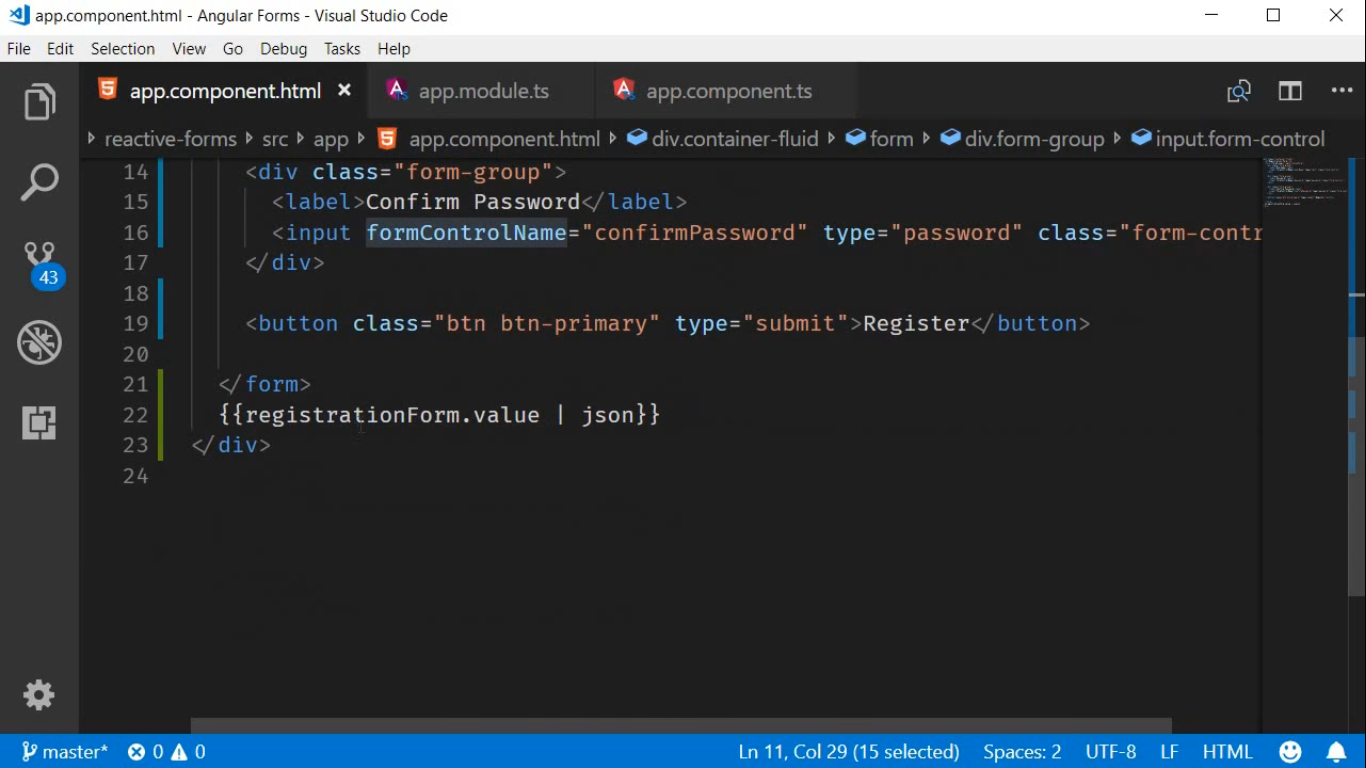 app.component.html - Angular Forms - Visual Studio Code
File Edit Selection View Go Debug Tasks Help
app.component.html app.module.ts app.component.ts
reactive-forms src app app.component.html div.container-fluid form div.form-group input.form-control
14 <div class="form-group">
15 <label>Confirm Password</label>
16 <input formControlName="confirmPassword" type="password" class="form-contr
17 </div>
18
19 <button class="btn btn-primary" type="submit">Register</button>
20
21 </form>
22 {{registrationForm.value | json}}
23 </div>
24
43
master* 0 0 Ln 11, Col 29 (15 selected) Spaces: 2 UTF-8 LF HTML